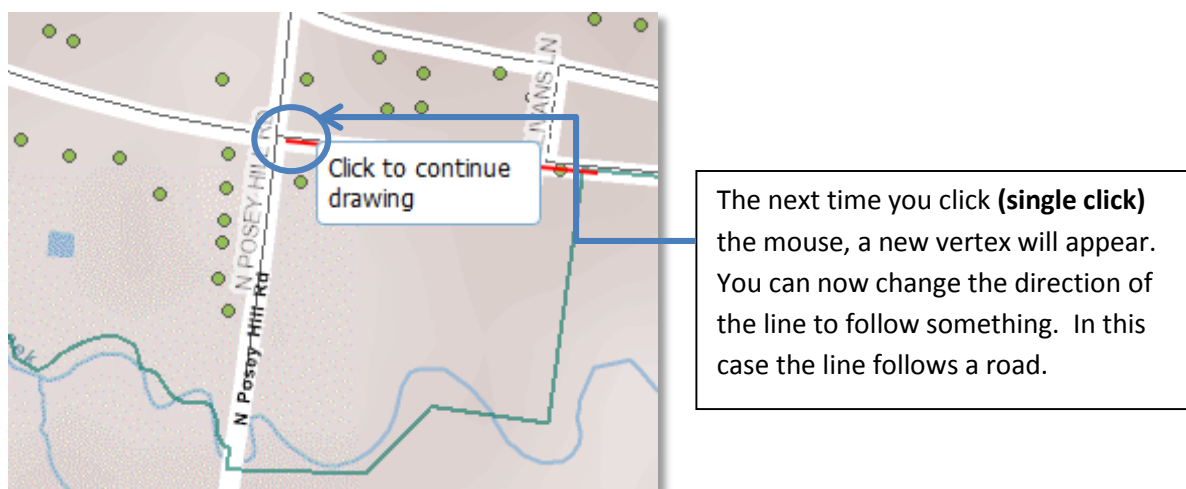 N POSEY HILL RD
Click to continue
drawing
N Posey Hill Rd
The next time you click (single click)
the mouse, a new vertex will appear.
You can now change the direction of
the line to follow something.  In this
case the line follows a road.